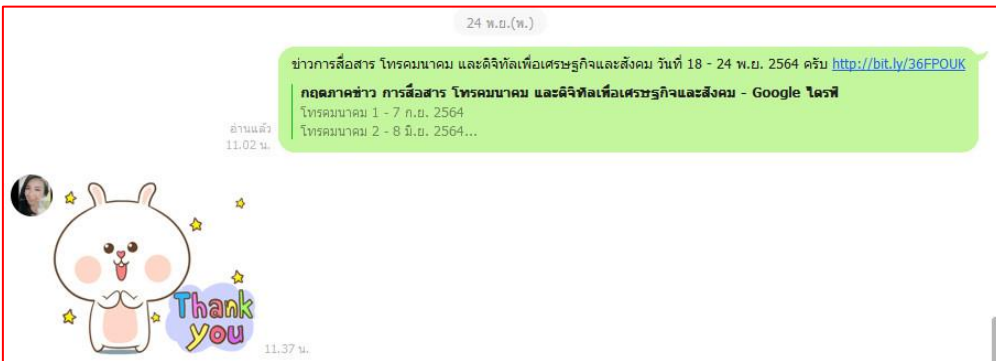 24 พ.ย.(พ.)
ข่าวการสื่อสาร โทรคมนาคม และดิจิทัลเพื่อเศรษฐกิจและสังคม วันที่ 18 - 24 พ.ย. 2564 ครับ http://bit.ly/36FPOUK
กฤตภาคข่าว การสื่อสาร โทรคมนาคม และดิจิทัลเพื่อเศรษฐกิจและสังคม - Google ไดรฟ์
โทรคมนาคม 1 - 7 ก.ย. 2564
โทรคมนาคม 2 - 8 มิ.ย. 2564...
อ่านแล้ว
11.02 น.
Thank
you
11.37 น.